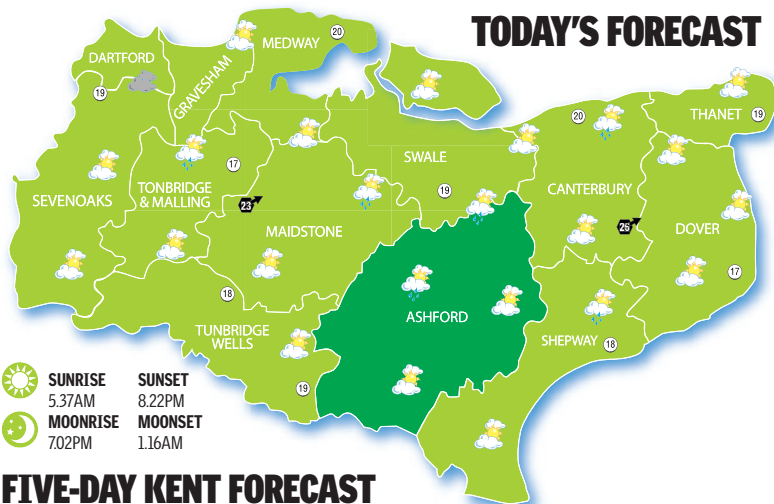 TODAY'S FORECAST
MEDWAY
20
DARTFORD
GRAVESHAM
19
THANET
19
20
SWALE
17
TONBRIDGE
& MALLING
SEVENOAKS
19
CANTERBURY
23
MAIDSTONE
25
DOVER
17
18
ASHFORD
TUNBRIDGE
WELLS
SHEPWAY
18
19
SUNRISE SUNSET
5.37AM 8.22PM
MOONRISE MOONSET
7.02PM 1.16AM
FIVE-DAY KENT FORECAST